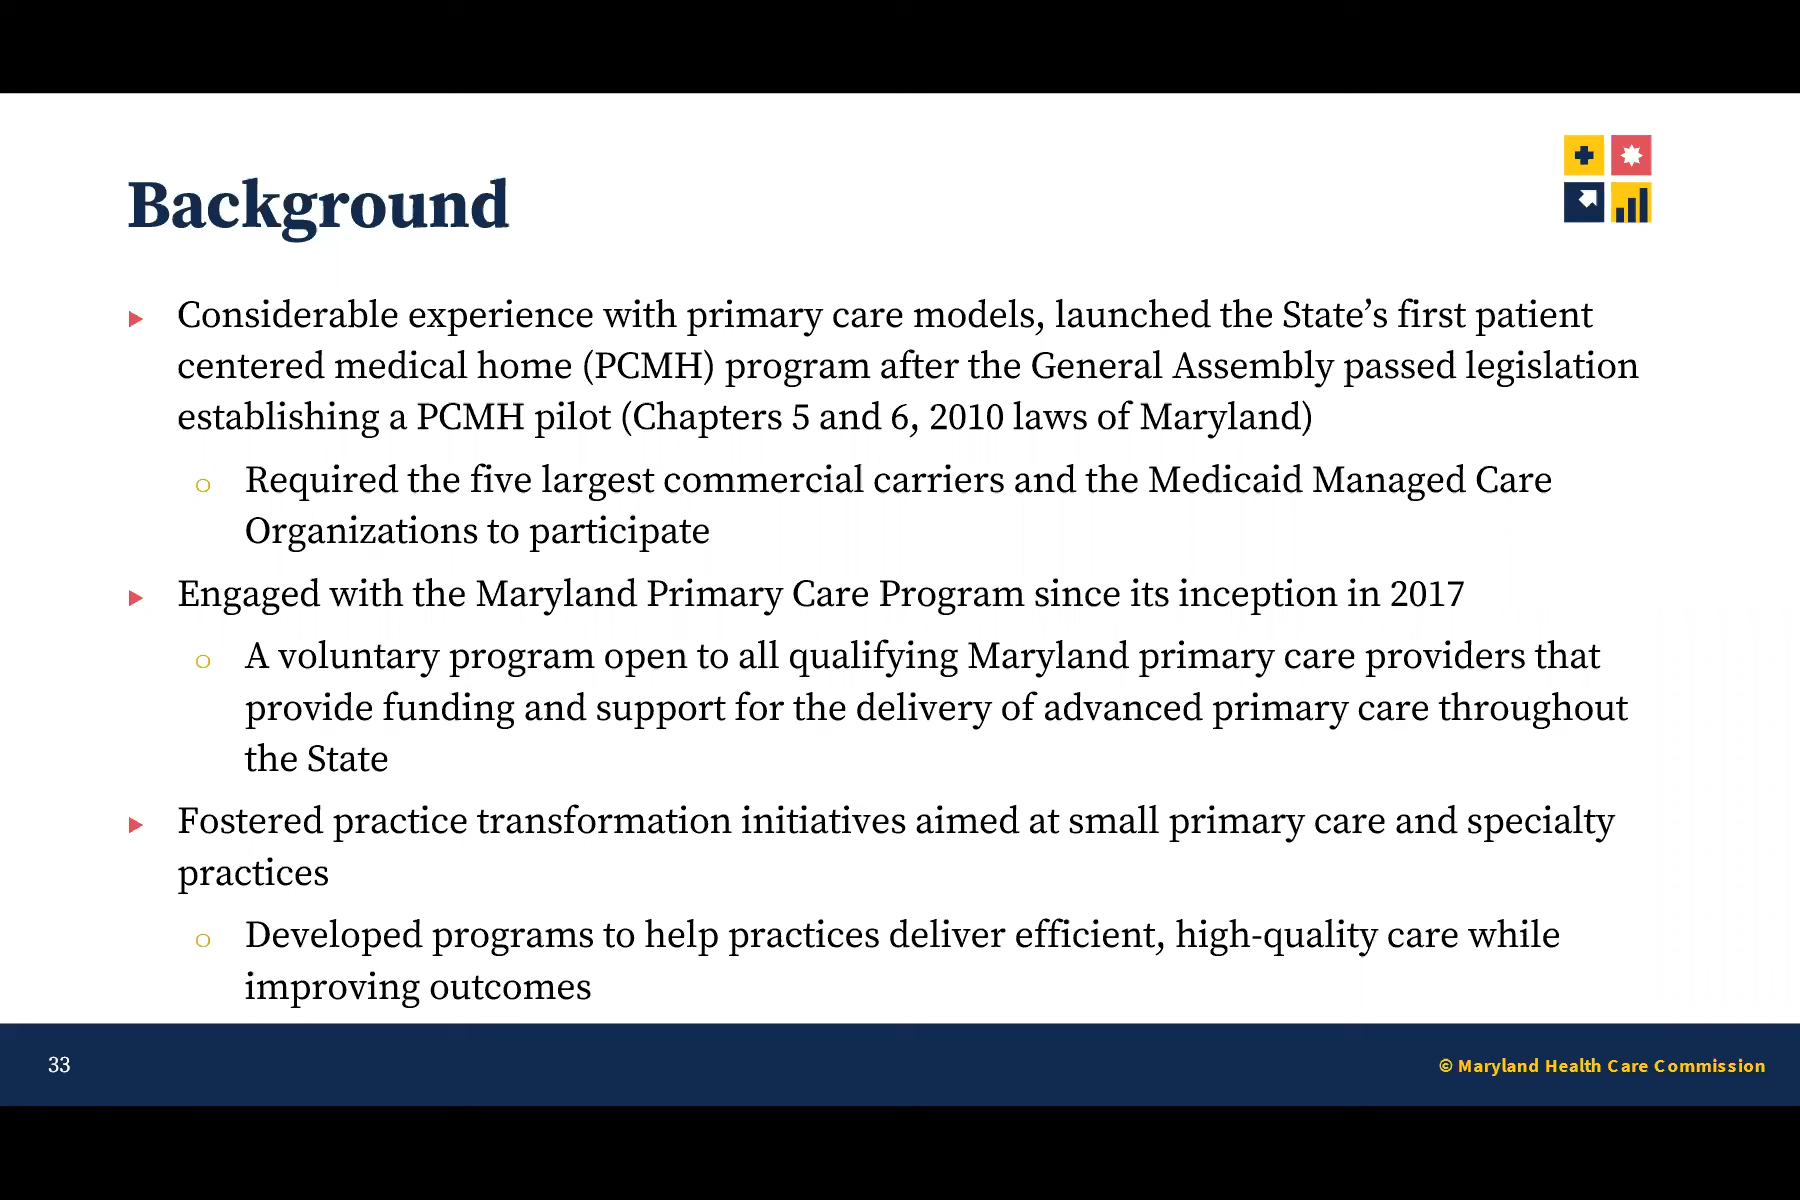 Background
Considerable experience with primary care models, launched the State’s first patient
centered medical home (PCMH) program after the General Assembly passed legislation
establishing a PCMH pilot (Chapters 5 and 6, 2010 laws of Maryland)
Required the five largest commercial carriers and the Medicaid Managed Care
Organizations to participate
Engaged with the Maryland Primary Care Program since its inception in 2017
A voluntary program open to all qualifying Maryland primary care providers that
provide funding and support for the delivery of advanced primary care throughout
the State
Fostered practice transformation initiatives aimed at small primary care and specialty
practices
Developed programs to help practices deliver efficient, high-quality care while
improving outcomes
33
© Maryland Health Care Commission